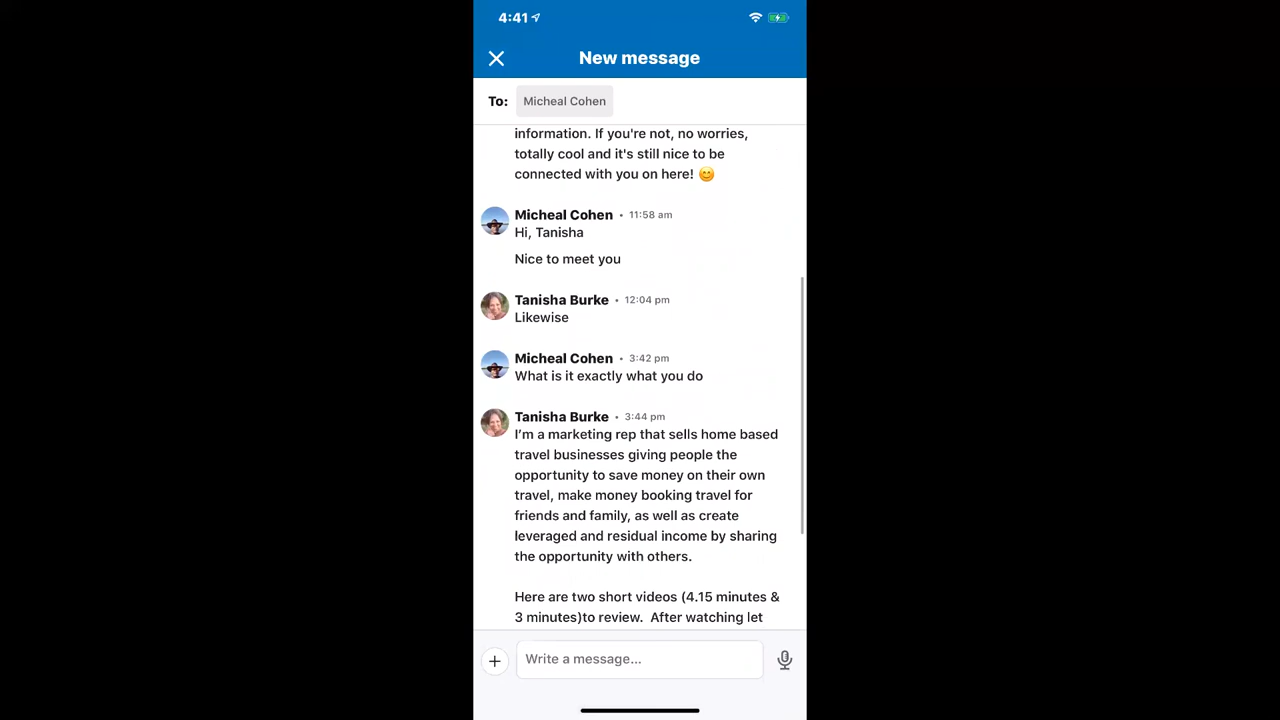 4:41
New message
To: Micheal Cohen
information. If you're not, no worries,
totally cool and it's still nice to be
connected with you on here! 😊
Micheal Cohen • 11:58 am
Hi, Tanisha
Nice to meet you
Tanisha Burke • 12:04 pm
Likewise
Micheal Cohen • 3:42 pm
What is it exactly what you do
Tanisha Burke • 3:44 pm
I’m a marketing rep that sells home based
travel businesses giving people the
opportunity to save money on their own
travel, make money booking travel for
friends and family, as well as create
leveraged and residual income by sharing
the opportunity with others.
Here are two short videos (4.15 minutes &
3 minutes)to review.  After watching let
Write a message...